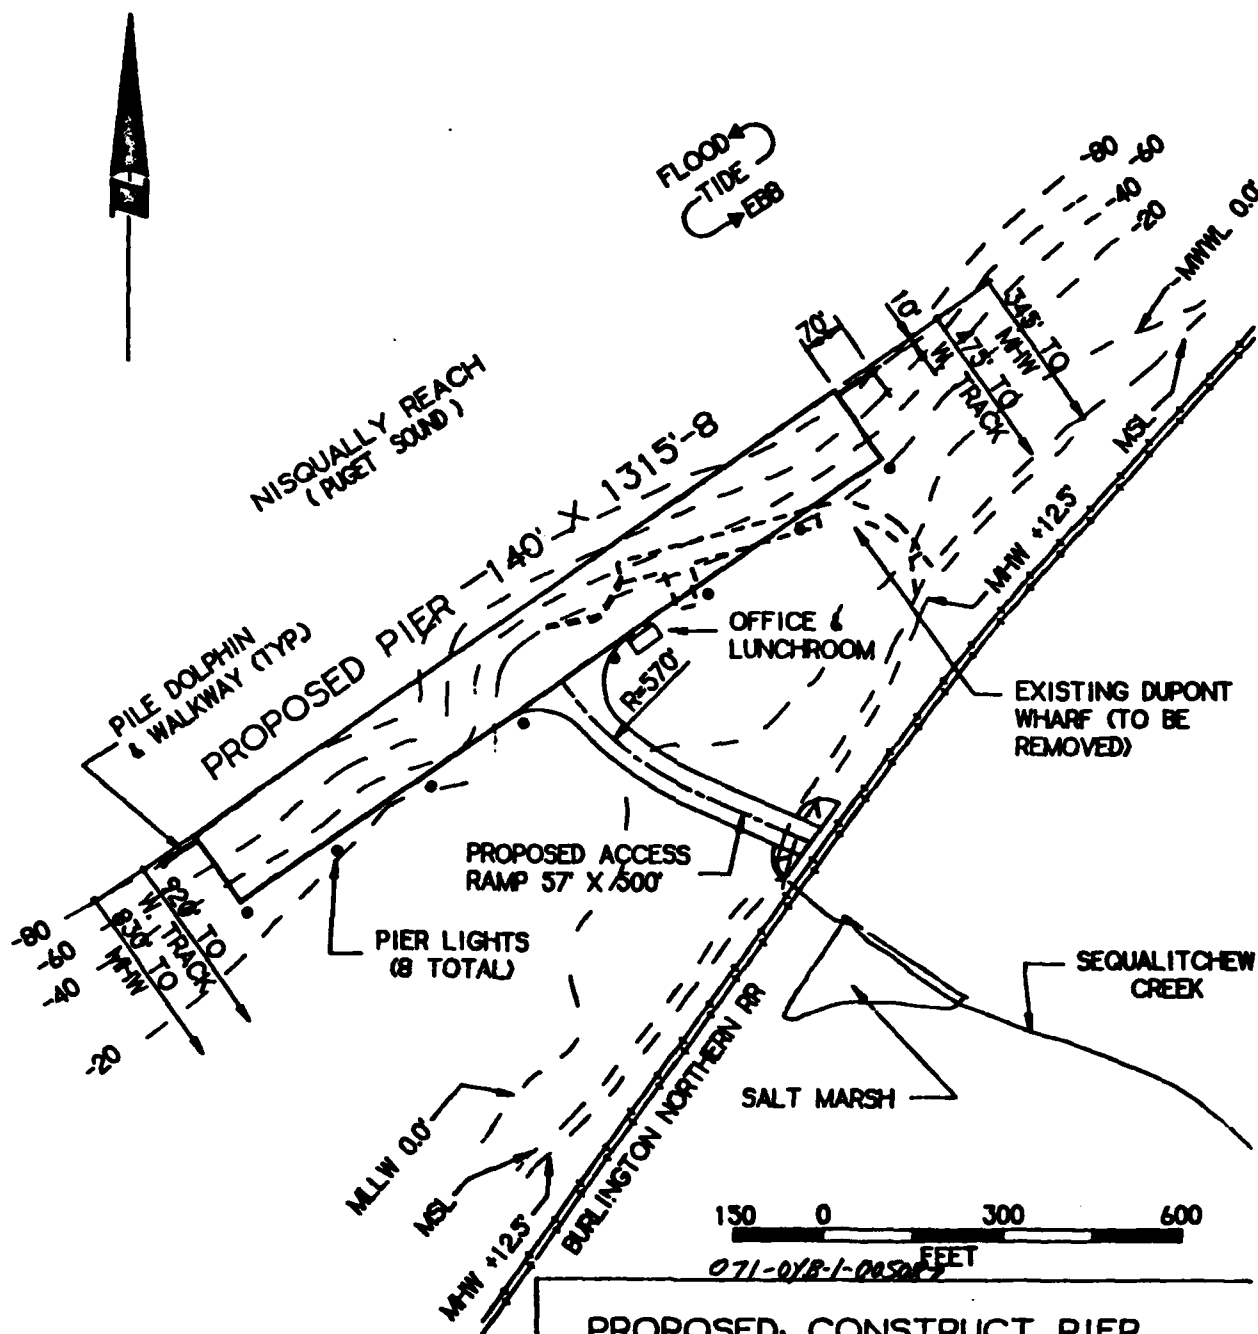 FLOOD
TIDE
EBB
-80 -60
-40
-20
MWWL 0.0'
NISQUALLY REACH
(PUGET SOUND)
70'
10'
345' TO
MHW
475' TO
W. TRACK
MSL
MHW +12.5'
PROPOSED PIER 140' X 1315'-8
PILE DOLPHIN
& WALKWAY (TYP)
OFFICE &
LUNCHROOM
R=570'
EXISTING DUPONT
WHARF (TO BE
REMOVED)
PROPOSED ACCESS
RAMP 57' X 500'
PIER LIGHTS
(8 TOTAL)
920' TO
W. TRACK
830' TO
MHW
-80
-60
-40
-20
SEQUALITCHEW
CREEK
SALT MARSH
BURLINGTON NORTHERN RR
MLLW 0.0'
MSL
MHW +12.5'
150 0 300 600
FEET
PROPOSED: CONSTRUCT PIER